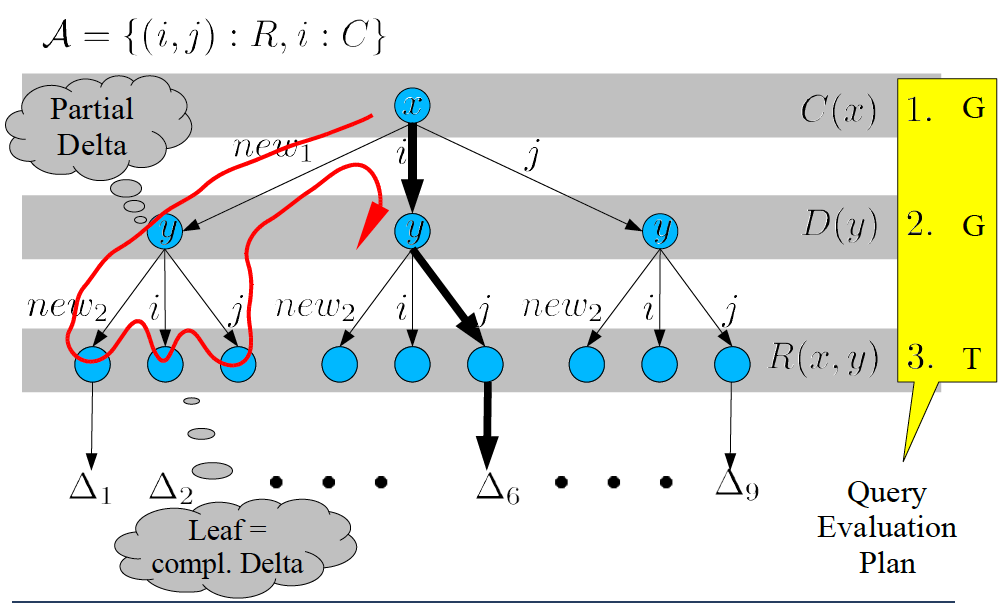 𝒜 = {(i, j) : R, i : C}
Partial
Delta
x
C(x) 1. G
new₁ i j
y y y
D(y) 2. G
new₂ i j new₂ i j new₂ i j
R(x, y) 3. T
Δ₁ Δ₂ • • • Δ₆ • • • Δ₉
Leaf =
compl. Delta
Query
Evaluation
Plan